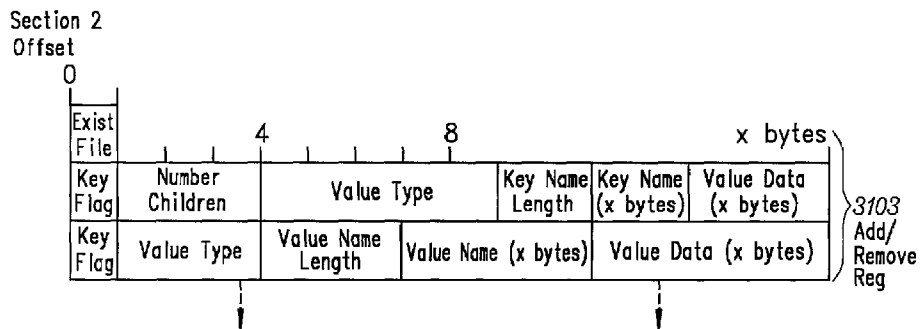 Section 2
Offset
0
Exist
File
4
8
x bytes
Key
Flag
Number
Children
Value Type
Key Name
Length
Key Name
(x bytes)
Value Data
(x bytes)
Key
Flag
Value Type
Value Name
Length
Value Name (x bytes)
Value Data (x bytes)
3103
Add/
Remove
Reg